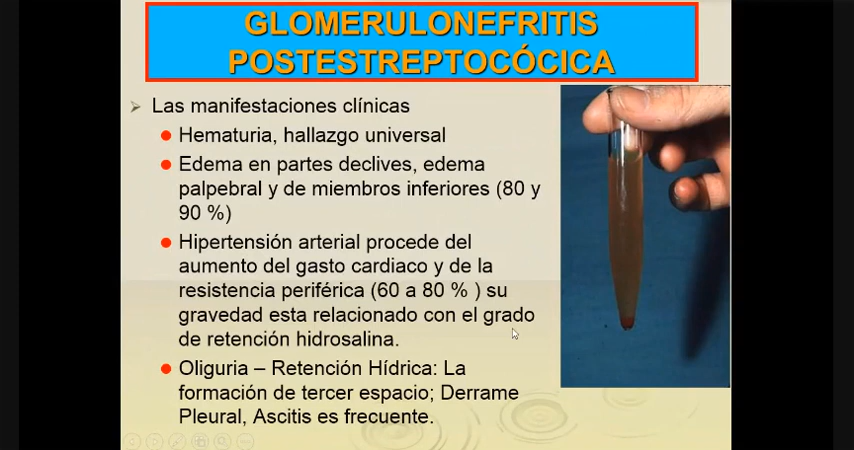 GLOMERULONEFRITIS
POSTESTREPTOCÓCICA
Las manifestaciones clínicas
Hematuria, hallazgo universal
Edema en partes declives, edema
palpebral y de miembros inferiores (80 y
90 %)
Hipertensión arterial procede del
aumento del gasto cardiaco y de la
resistencia periférica (60 a 80 % ) su
gravedad esta relacionado con el grado
de retención hidrosalina.
Oliguria – Retención Hídrica: La
formación de tercer espacio; Derrame
Pleural, Ascitis es frecuente.